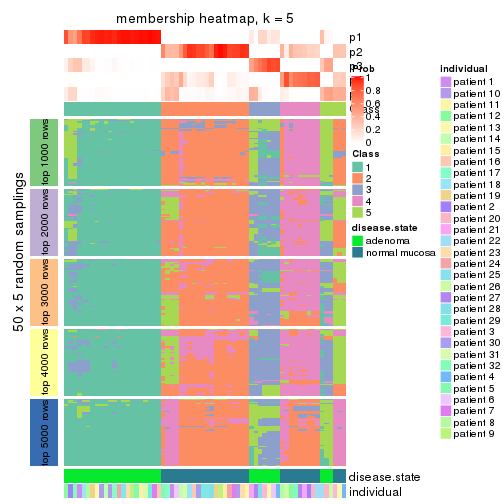 membership heatmap, k = 5
p1
p2
p3
Prob
1
0.8
0.6
0.4
0.2
0
Class
1
2
3
4
5
disease.state
adenoma
normal mucosa
individual
patient 1
patient 10
patient 11
patient 12
patient 13
patient 14
patient 15
patient 16
patient 17
patient 18
patient 19
patient 2
patient 20
patient 21
patient 22
patient 23
patient 24
patient 25
patient 26
patient 27
patient 28
patient 29
patient 3
patient 30
patient 31
patient 32
patient 4
patient 5
patient 6
patient 7
patient 8
patient 9
50 x 5 random samplings
top 1000 rows
top 2000 rows
top 3000 rows
top 4000 rows
top 5000 rows
disease.state
individual